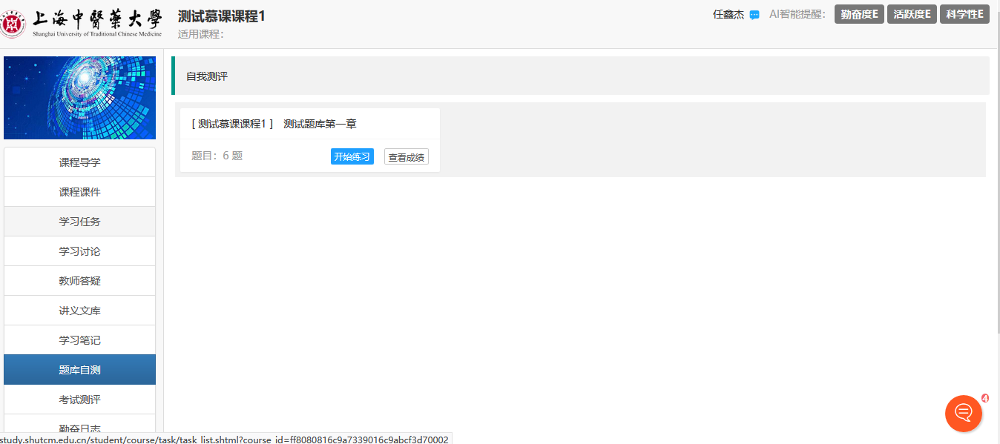 上海中醫藥大學
Shanghai University of Traditional Chinese Medicine
测试慕课课程1
适用课程：
任鑫杰 AI智能提醒： 勤奋度E 活跃度E 科学性E
课程导学
课程课件
学习任务
学习讨论
教师答疑
讲义文库
学习笔记
题库自测
考试测评
勤奋日志
自我测评
[ 测试慕课课程1 ] 测试题库第一章
题目：6 题 开始练习 查看成绩
4
study.shutcm.edu.cn/student/course/task/task_list.shtml?course_id=ff8080816c9a7339016c9abcf3d70002